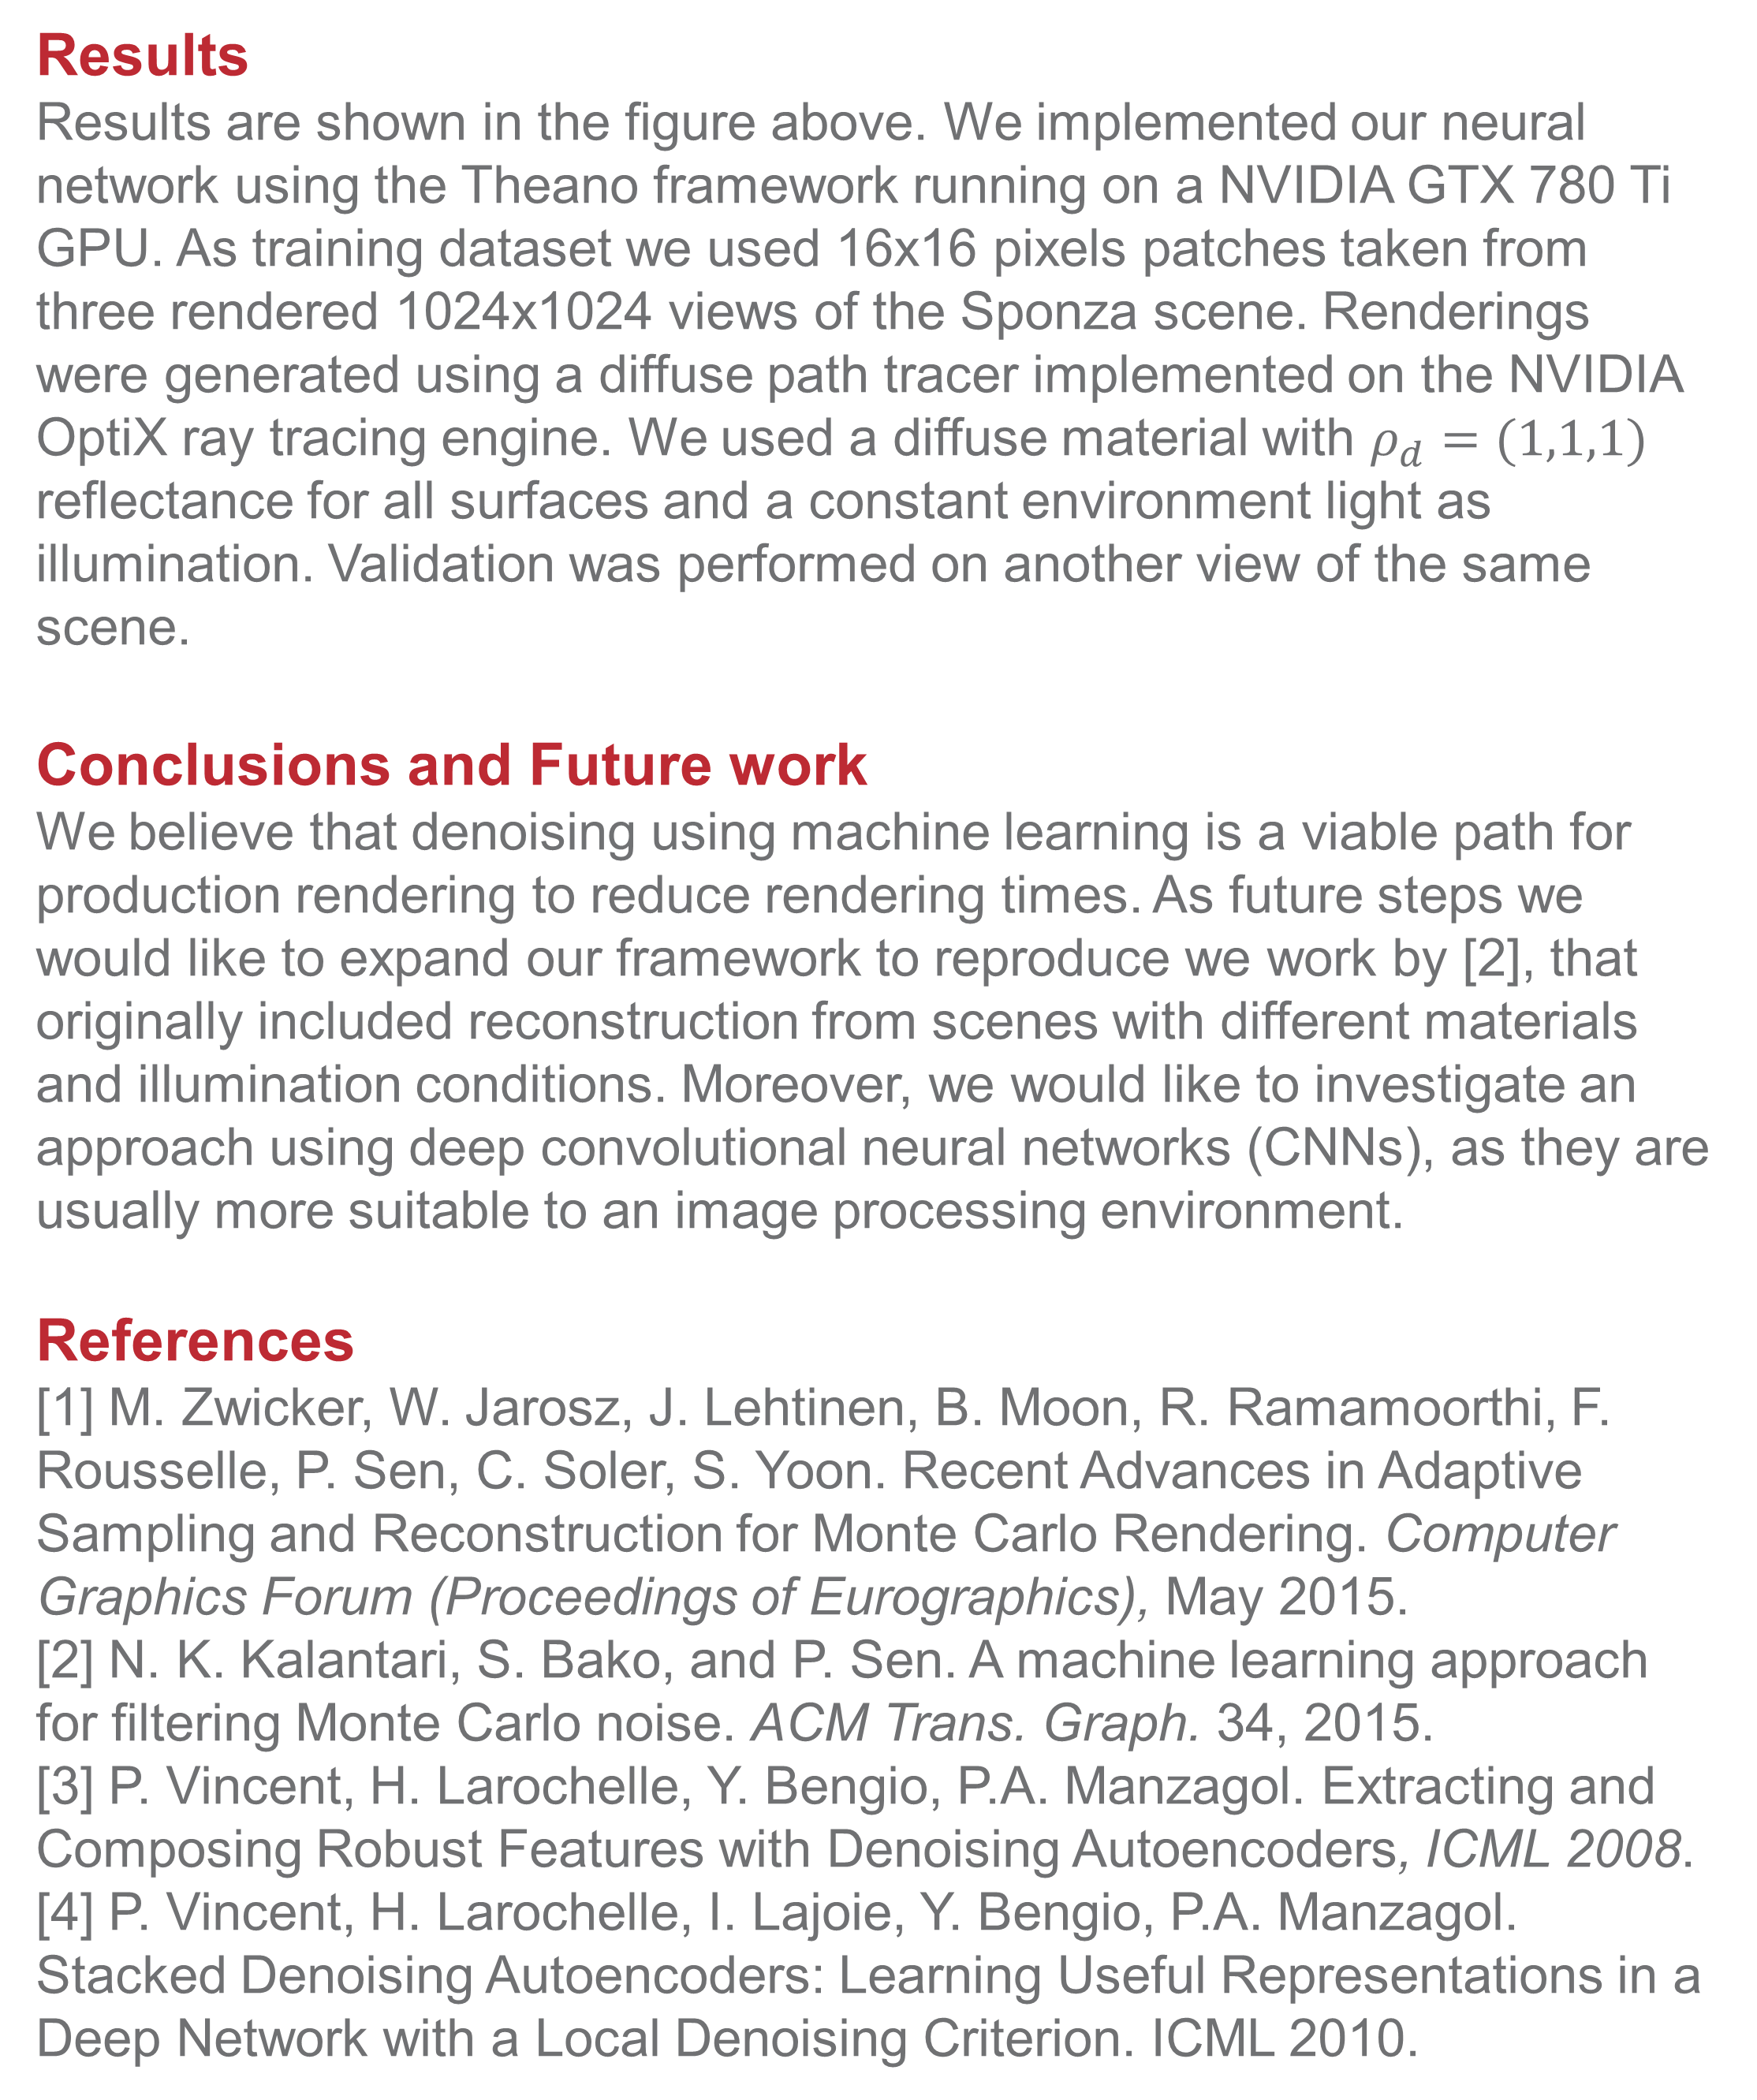 Results
Results are shown in the figure above. We implemented our neural
network using the Theano framework running on a NVIDIA GTX 780 Ti
GPU. As training dataset we used 16x16 pixels patches taken from
three rendered 1024x1024 views of the Sponza scene. Renderings
were generated using a diffuse path tracer implemented on the NVIDIA
OptiX ray tracing engine. We used a diffuse material with ρ_d = (1,1,1)
reflectance for all surfaces and a constant environment light as
illumination. Validation was performed on another view of the same
scene.
Conclusions and Future work
We believe that denoising using machine learning is a viable path for
production rendering to reduce rendering times. As future steps we
would like to expand our framework to reproduce we work by [2], that
originally included reconstruction from scenes with different materials
and illumination conditions. Moreover, we would like to investigate an
approach using deep convolutional neural networks (CNNs), as they are
usually more suitable to an image processing environment.
References
[1] M. Zwicker, W. Jarosz, J. Lehtinen, B. Moon, R. Ramamoorthi, F.
Rousselle, P. Sen, C. Soler, S. Yoon. Recent Advances in Adaptive
Sampling and Reconstruction for Monte Carlo Rendering. Computer
Graphics Forum (Proceedings of Eurographics), May 2015.
[2] N. K. Kalantari, S. Bako, and P. Sen. A machine learning approach
for filtering Monte Carlo noise. ACM Trans. Graph. 34, 2015.
[3] P. Vincent, H. Larochelle, Y. Bengio, P.A. Manzagol. Extracting and
Composing Robust Features with Denoising Autoencoders, ICML 2008.
[4] P. Vincent, H. Larochelle, I. Lajoie, Y. Bengio, P.A. Manzagol.
Stacked Denoising Autoencoders: Learning Useful Representations in a
Deep Network with a Local Denoising Criterion. ICML 2010.